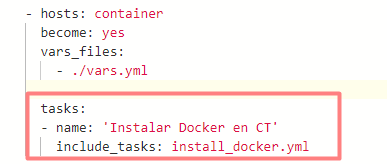 - hosts: container
  become: yes
  vars_files:
    - ./vars.yml
  tasks:
  - name: 'Instalar Docker en CT'
    include_tasks: install_docker.yml